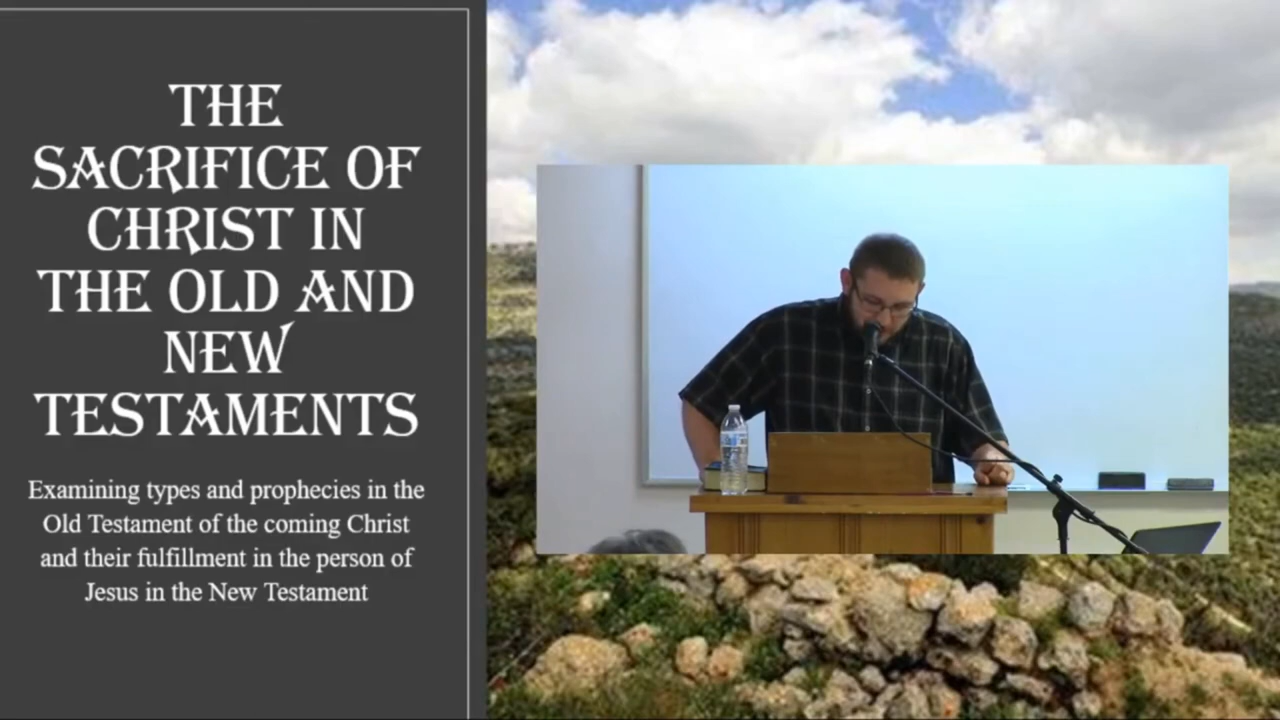 THE
SACRIFICE OF
CHRIST IN
THE OLD AND
NEW
TESTAMENTS
Examining types and prophecies in the
Old Testament of the coming Christ
and their fulfillment in the person of
Jesus in the New Testament